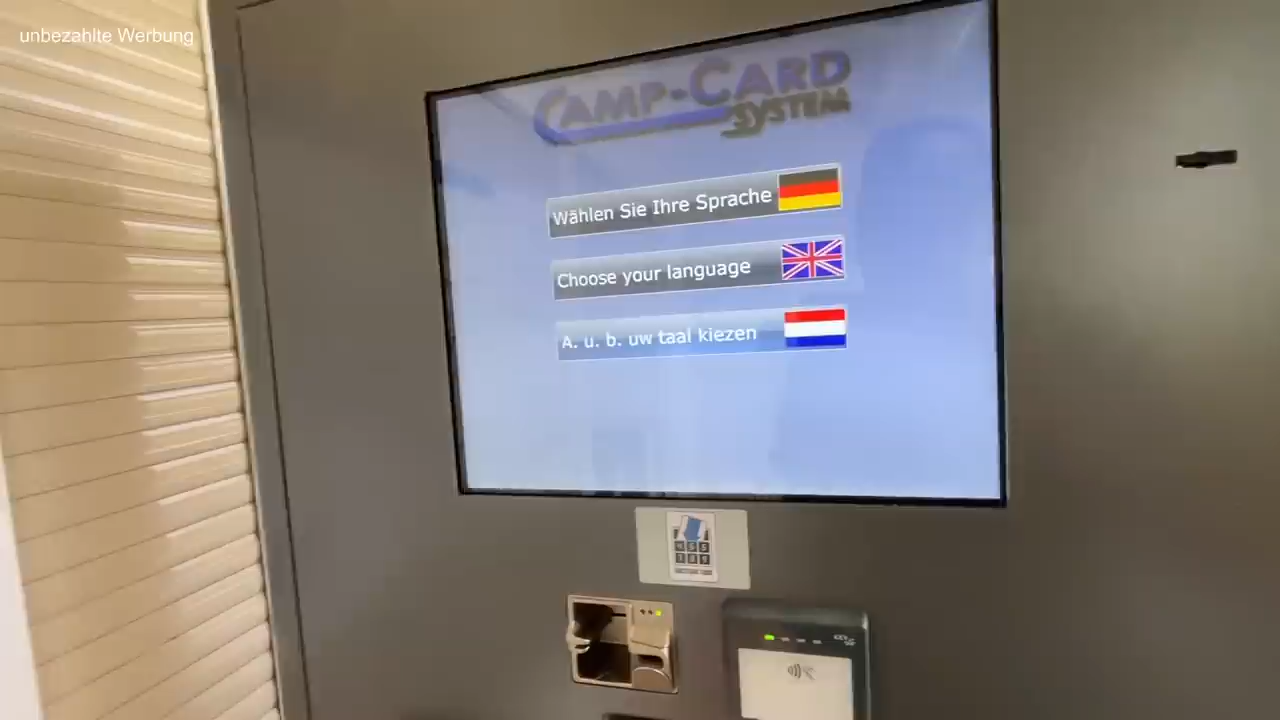 unbezahlte Werbung
CAMP-CARD
SYSTEM
Wählen Sie Ihre Sprache
Choose your language
A. u. b. uw taal kiezen